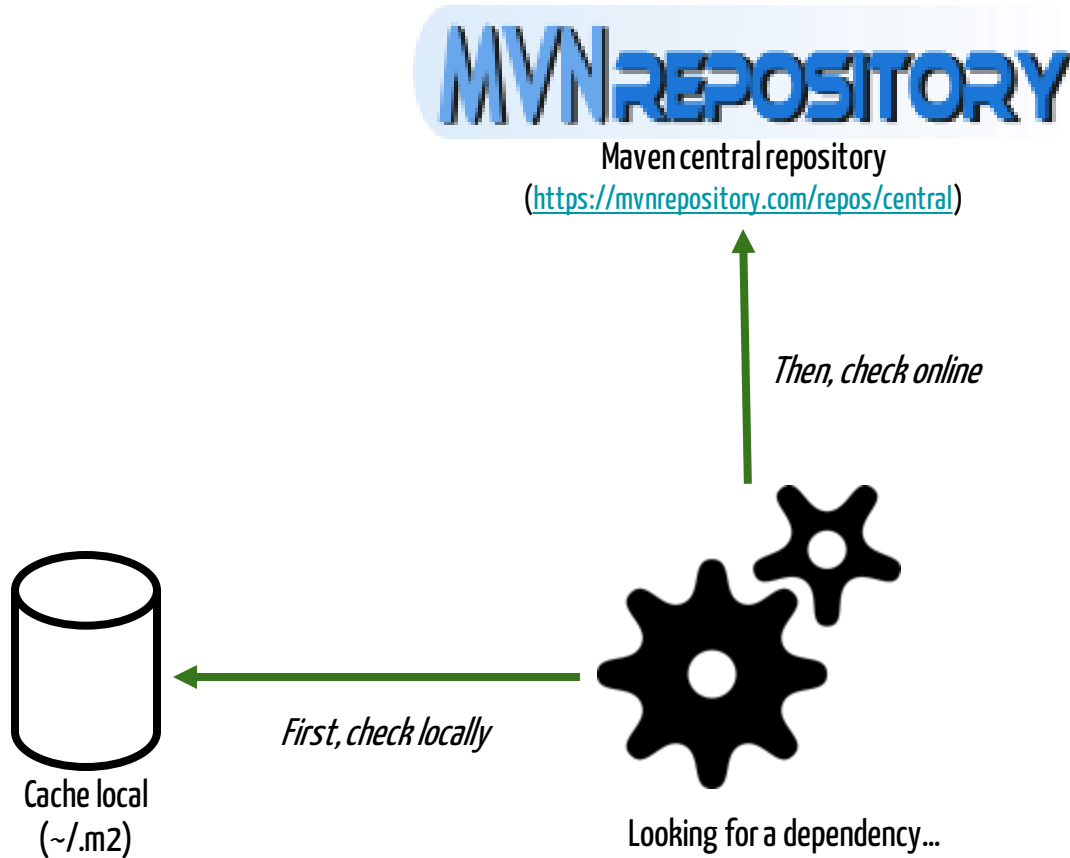 MVNREPOSITORY
Maven central repository
(https://mvnrepository.com/repos/central)
Then, check online
First, check locally
Cache local
(~/.m2)
Looking for a dependency...